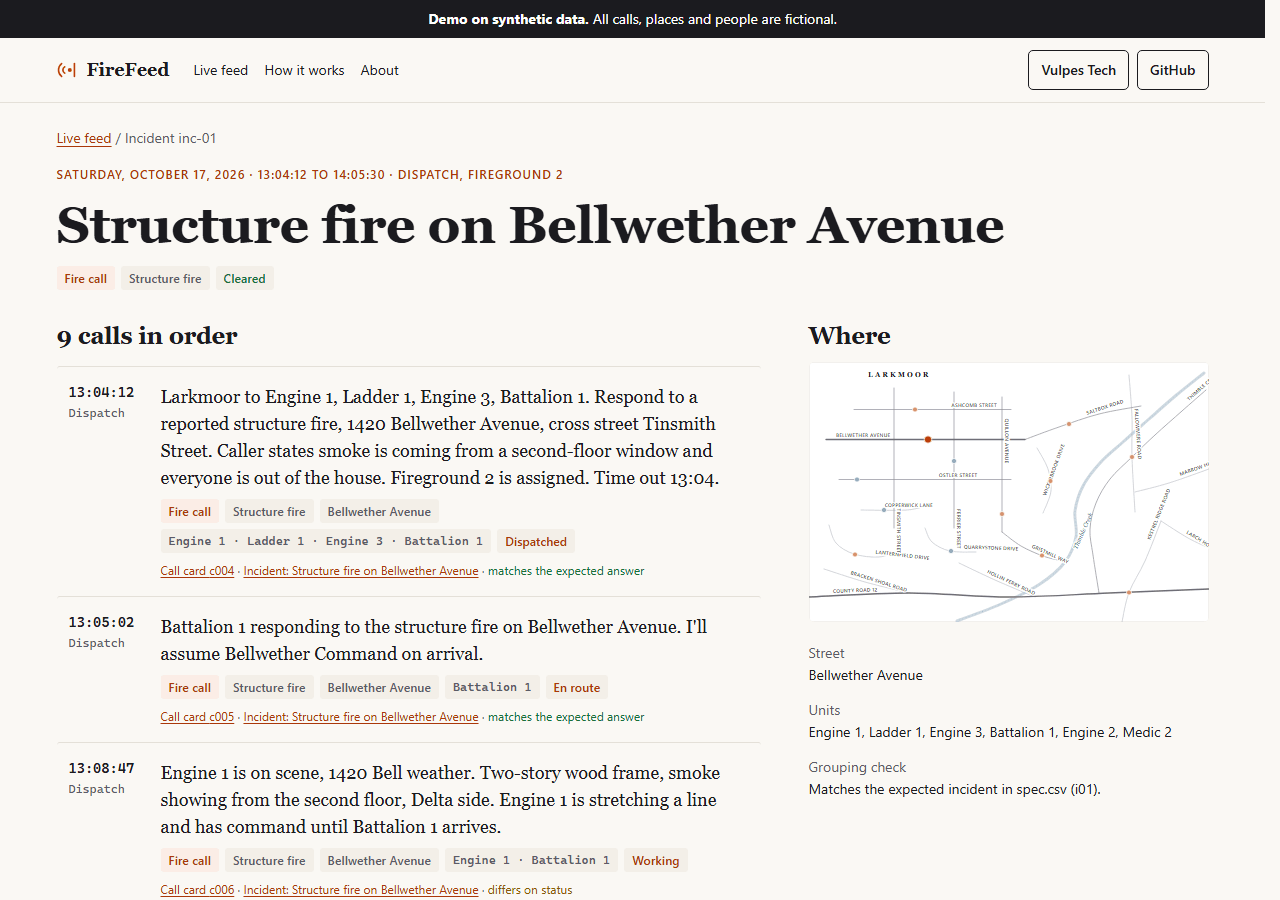 Demo on synthetic data. All calls, places and people are fictional.
FireFeed
Live feed
How it works
About
Vulpes Tech
GitHub
Live feed / Incident inc-01
SATURDAY, OCTOBER 17, 2026 · 13:04:12 TO 14:05:30 · DISPATCH, FIREGROUND 2
Structure fire on Bellwether Avenue
Fire call
Structure fire
Cleared
9 calls in order
13:04:12
Dispatch
Larkmoor to Engine 1, Ladder 1, Engine 3, Battalion 1. Respond to a
reported structure fire, 1420 Bellwether Avenue, cross street Tinsmith
Street. Caller states smoke is coming from a second-floor window and
everyone is out of the house. Fireground 2 is assigned. Time out 13:04.
Fire call
Structure fire
Bellwether Avenue
Engine 1 · Ladder 1 · Engine 3 · Battalion 1
Dispatched
Call card c004 · Incident: Structure fire on Bellwether Avenue · matches the expected answer
13:05:02
Dispatch
Battalion 1 responding to the structure fire on Bellwether Avenue. I'll
assume Bellwether Command on arrival.
Fire call
Structure fire
Bellwether Avenue
Battalion 1
En route
Call card c005 · Incident: Structure fire on Bellwether Avenue · matches the expected answer
13:08:47
Dispatch
Engine 1 is on scene, 1420 Bell weather. Two-story wood frame, smoke
showing from the second floor, Delta side. Engine 1 is stretching a line
and has command until Battalion 1 arrives.
Fire call
Structure fire
Bellwether Avenue
Engine 1 · Battalion 1
Working
Call card c006 · Incident: Structure fire on Bellwether Avenue · differs on status
Where
LARKMOOR
ASHCOMB STREET
SALTBOX ROAD
BELLWETHER AVENUE
OSTLER STREET
COPPERWICK LANE
FERRIER STREET
QUARRYSTONE DRIVE
GRISTMILL WAY
LANTERNFIELD DRIVE
BRACKEN SHOAL ROAD
HOLLIN FERRY ROAD
COUNTY ROAD 12
Thimble Creek
KESTREL RIDGE ROAD
Street
Bellwether Avenue
Units
Engine 1, Ladder 1, Engine 3, Battalion 1, Engine 2, Medic 2
Grouping check
Matches the expected incident in spec.csv (i01).